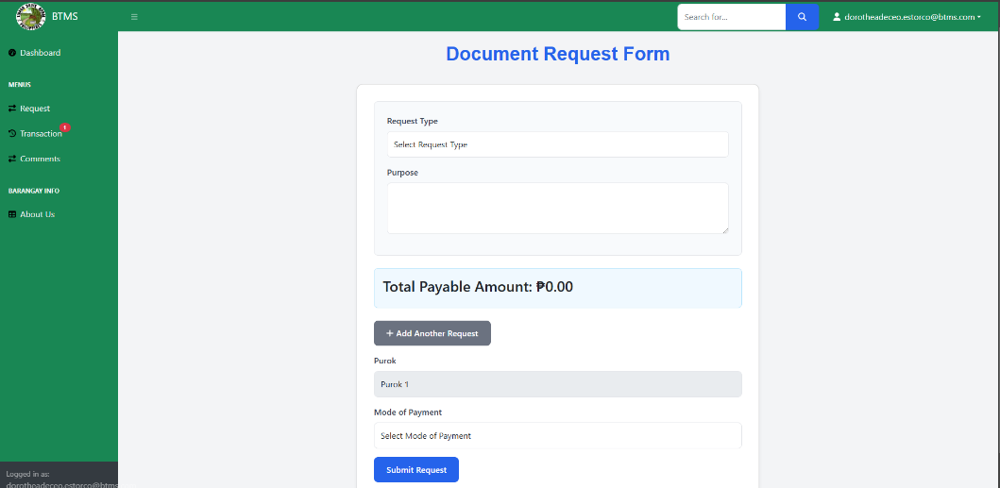 BTMS
Search for...
dorotheadeceo.estorco@btms.com
Dashboard
MENUS
Request
Transaction 1
Comments
BARANGAY INFO
About Us
Logged in as:
dorotheadeceo.estorco@btms
Document Request Form
Request Type
Select Request Type
Purpose
Total Payable Amount: ₱0.00
+ Add Another Request
Purok
Purok 1
Mode of Payment
Select Mode of Payment
Submit Request